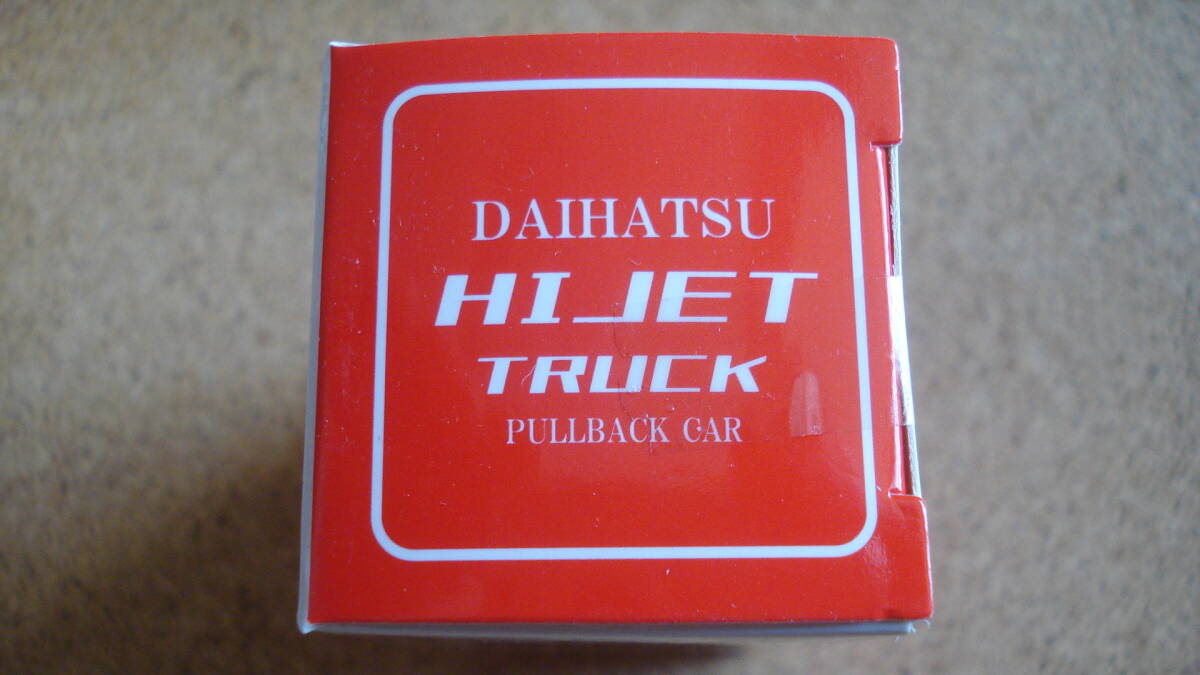 DAIHATSU
HIJET
TRUCK
PULLBACK CAR